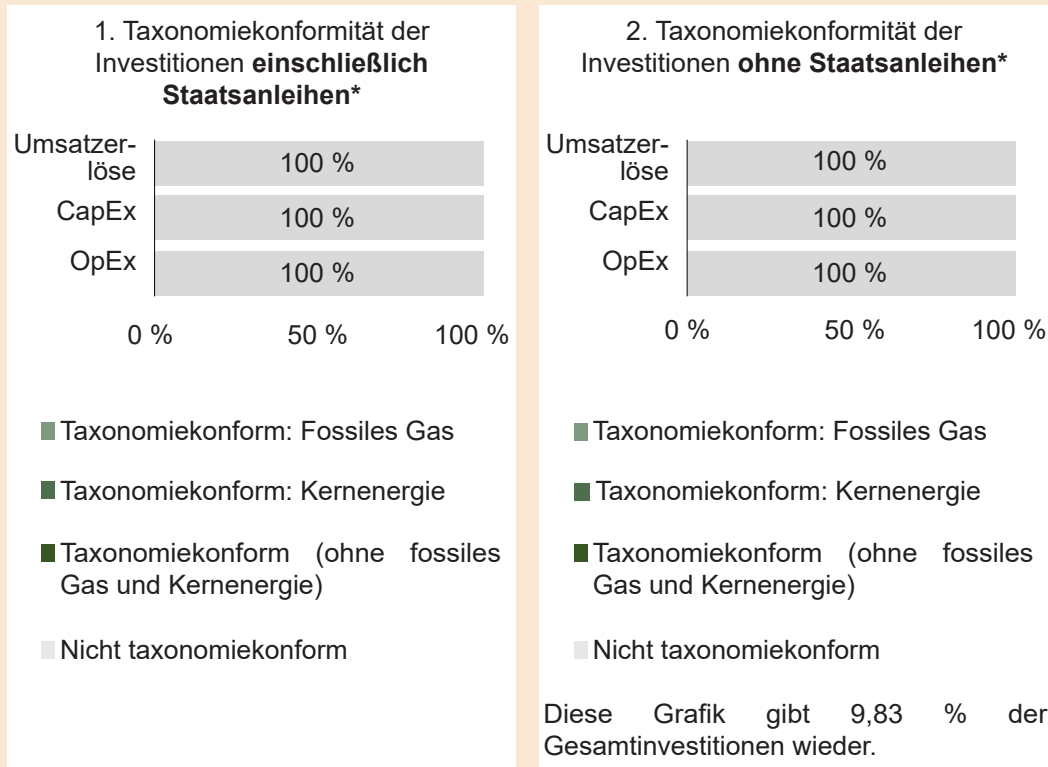 1. Taxonomiekonformität der
Investitionen einschließlich
Staatsanleihen*
Umsatzer-
löse
100 %
CapEx
100 %
OpEx
100 %
0 %
50 %
100 %
Taxonomiekonform: Fossiles Gas
Taxonomiekonform: Kernenergie
Taxonomiekonform (ohne fossiles
Gas und Kernenergie)
Nicht taxonomiekonform
2. Taxonomiekonformität der
Investitionen ohne Staatsanleihen*
Umsatzer-
löse
100 %
CapEx
100 %
OpEx
100 %
0 %
50 %
100 %
Taxonomiekonform: Fossiles Gas
Taxonomiekonform: Kernenergie
Taxonomiekonform (ohne fossiles
Gas und Kernenergie)
Nicht taxonomiekonform
Diese Grafik gibt 9,83 % der
Gesamtinvestitionen wieder.